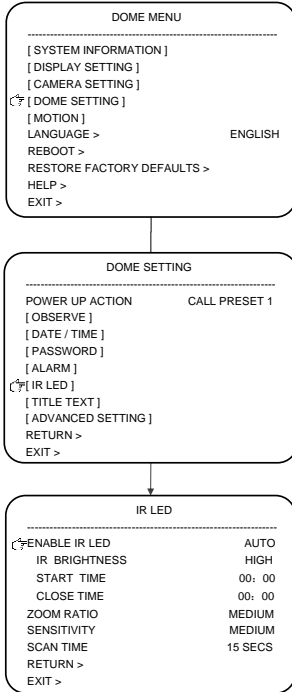 DOME MENU
[ SYSTEM INFORMATION ]
[ DISPLAY SETTING ]
[ CAMERA SETTING ]
[ DOME SETTING ]
[ MOTION ]
LANGUAGE > ENGLISH
REBOOT >
RESTORE FACTORY DEFAULTS >
HELP >
EXIT >
DOME SETTING
POWER UP ACTION CALL PRESET 1
[ OBSERVE ]
[ DATE / TIME ]
[ PASSWORD ]
[ ALARM ]
[ IR LED ]
[ TITLE TEXT ]
[ ADVANCED SETTING ]
RETURN >
EXIT >
IR LED
ENABLE IR LED AUTO
IR BRIGHTNESS HIGH
START TIME 00：00
CLOSE TIME 00：00
ZOOM RATIO MEDIUM
SENSITIVITY MEDIUM
SCAN TIME 15 SECS
RETURN >
EXIT >